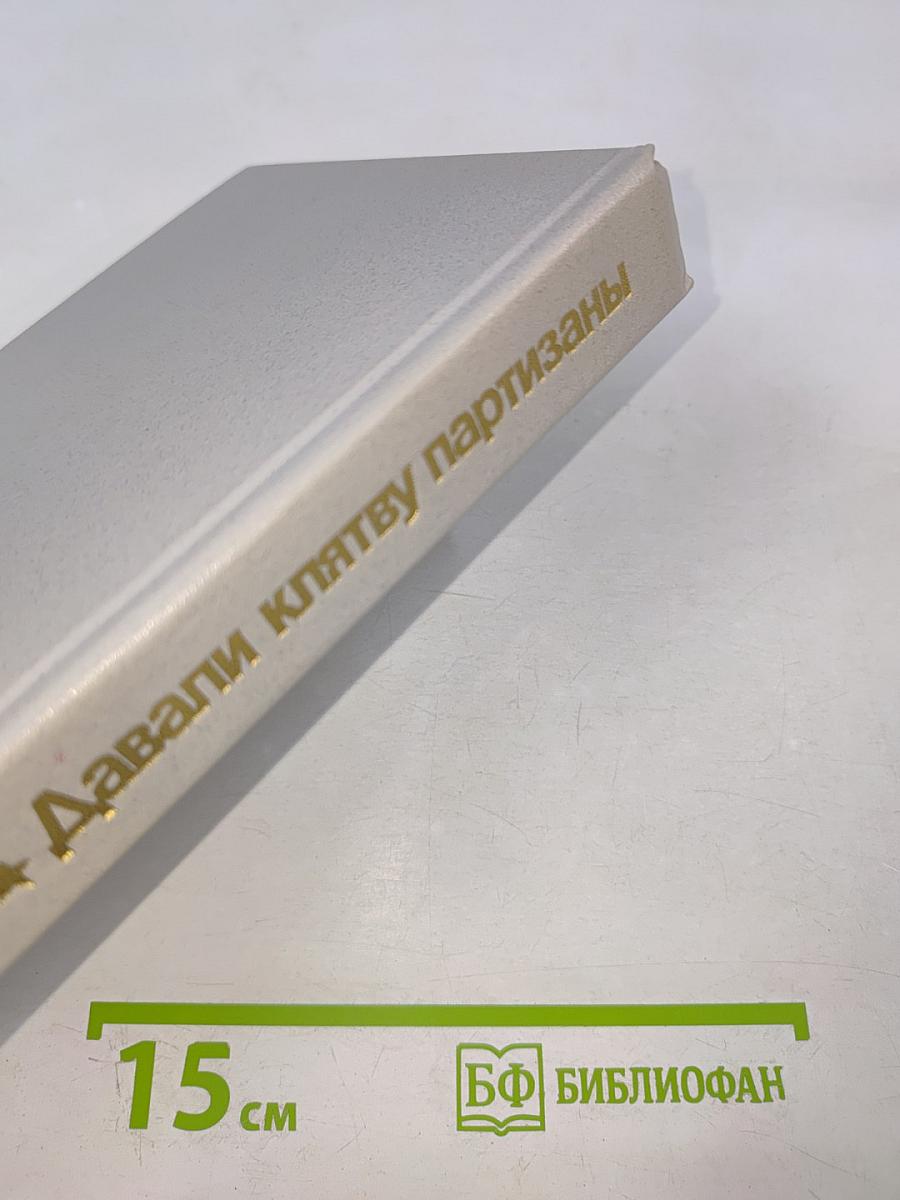 ★ Давали клятву партизаны
15 см
БФ БИБЛИОФАН